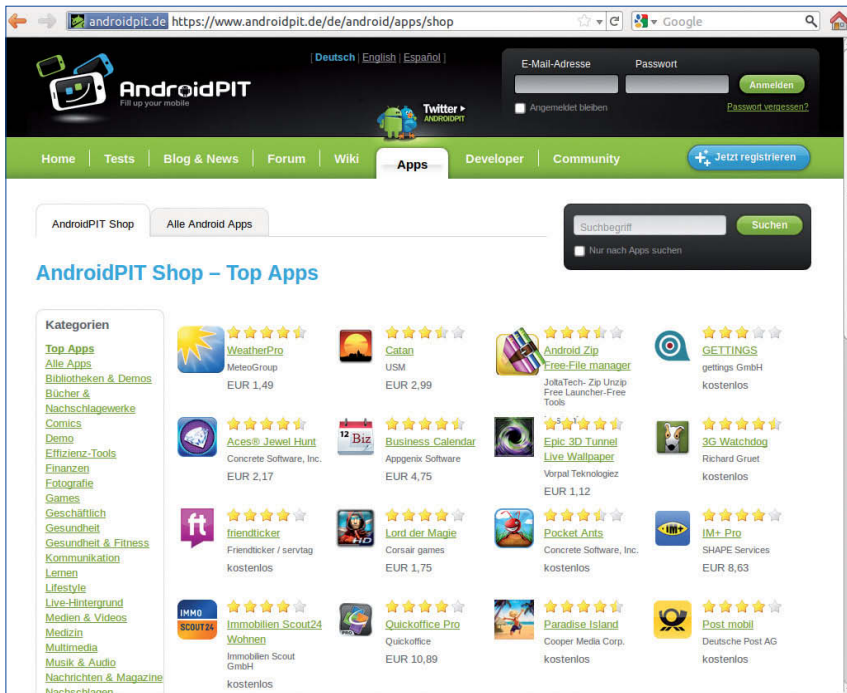 androidpit.de https://www.androidpit.de/de/android/apps/shop
Google
[ Deutsch | English | Español ]
AndroidPIT
Fill up your mobile
Twitter
ANDROIDPIT
E-Mail-Adresse Passwort
Anmelden
Angemeldet bleiben Passwort vergessen?
Home Tests Blog & News Forum Wiki Apps Developer Community
Jetzt registrieren
AndroidPIT Shop Alle Android Apps
Suchbegriff Suchen
Nur nach Apps suchen
AndroidPIT Shop – Top Apps
Kategorien
Top Apps
Alle Apps
Bibliotheken & Demos
Bücher &
Nachschlagewerke
Comics
Demo
Effizienz-Tools
Finanzen
Fotografie
Games
Geschäftlich
Gesundheit
Gesundheit & Fitness
Kommunikation
Lernen
Lifestyle
Live-Hintergrund
Medien & Videos
Medizin
Multimedia
Musik & Audio
Nachrichten & Magazine
Nachschlagen
WeatherPro
MeteoGroup
EUR 1,49
Catan
USM
EUR 2,99
Android Zip
Free-File manager
JoltaTech- Zip Unzip
Free Launcher-Free
Tools
GETTINGS
gettings GmbH
kostenlos
Aces® Jewel Hunt
Concrete Software, Inc.
EUR 2,17
12 Biz
Business Calendar
Appgenix Software
EUR 4,75
Epic 3D Tunnel
Live Wallpaper
Vorpal Teknologiez
EUR 1,12
3G Watchdog
Richard Gruet
kostenlos
ft
friendticker
Friendticker / servtag
kostenlos
HD
Lord der Magie
Corsair games
EUR 1,75
Pocket Ants
Concrete Software, Inc.
kostenlos
IM+
IM+ Pro
SHAPE Services
EUR 8,63
IMMO
SCOUT24
Immobilien Scout24
Wohnen
Immobilien Scout
GmbH
kostenlos
PRO
Quickoffice Pro
Quickoffice
EUR 10,89
Paradise Island
Cooper Media Corp.
kostenlos
Post mobil
Deutsche Post AG
kostenlos